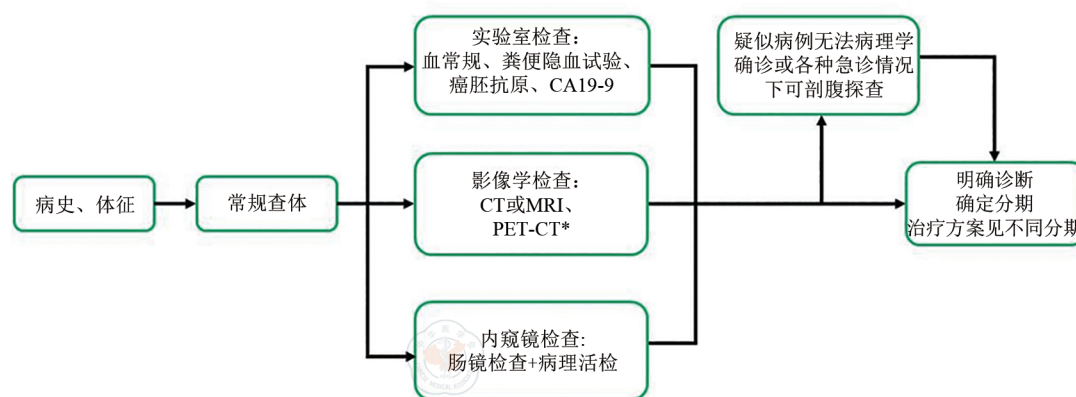 病史、体征
常规查体
实验室检查：
血常规、粪便隐血试验、
癌胚抗原、CA19-9
影像学检查：
CT或MRI、
PET-CT*
内窥镜检查:
肠镜检查+病理活检
疑似病例无法病理学
确诊或各种急诊情况
下可剖腹探查
明确诊断
确定分期
治疗方案见不同分期